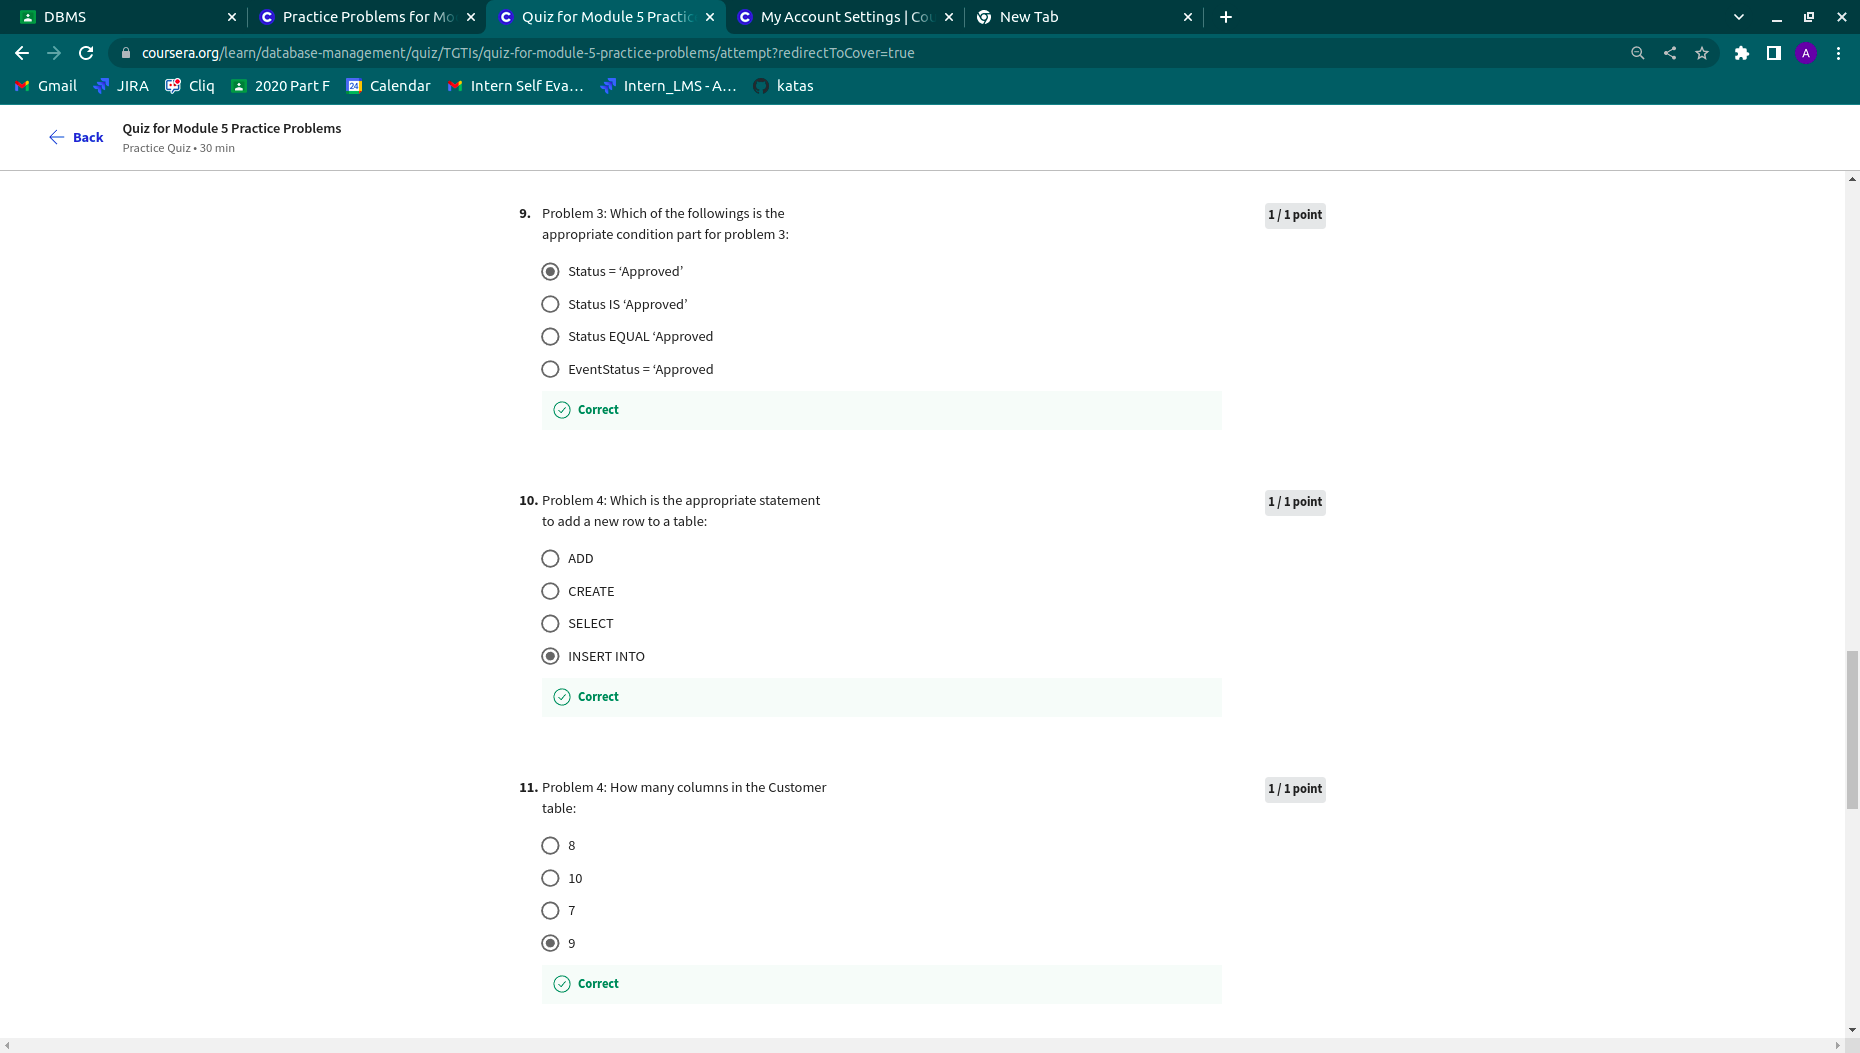 DBMS
Practice Problems for Mo
Quiz for Module 5 Practic
My Account Settings | Cou
New Tab
coursera.org/learn/database-management/quiz/TGTIs/quiz-for-module-5-practice-problems/attempt?redirectToCover=true
A
Gmail
JIRA
Cliq
2020 Part F
24
Calendar
Intern Self Eva...
Intern_LMS - A...
katas
Back
Quiz for Module 5 Practice Problems
Practice Quiz • 30 min
9. Problem 3: Which of the followings is the
appropriate condition part for problem 3:
1 / 1 point
Status = ‘Approved’
Status IS ‘Approved’
Status EQUAL ‘Approved
EventStatus = ‘Approved
Correct
10. Problem 4: Which is the appropriate statement
to add a new row to a table:
1 / 1 point
ADD
CREATE
SELECT
INSERT INTO
Correct
11. Problem 4: How many columns in the Customer
table:
1 / 1 point
8
10
7
9
Correct